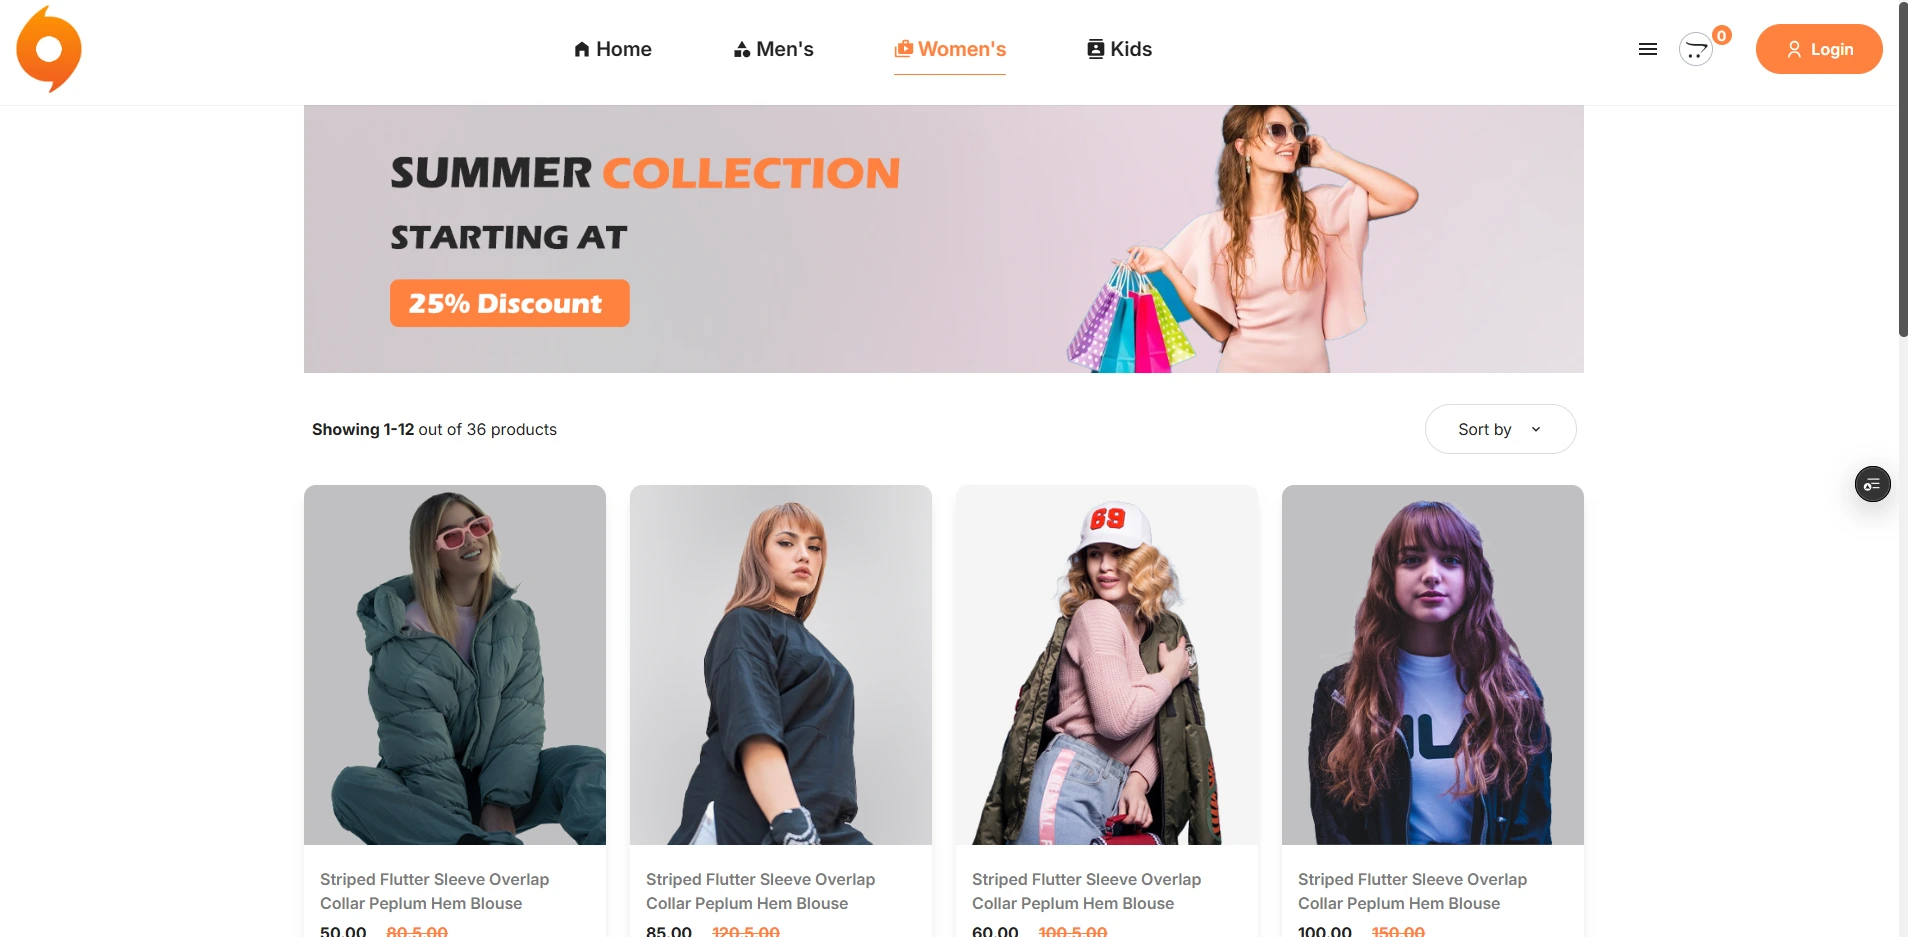 Home
Men's
Women's
Kids
0
Login
SUMMER COLLECTION
STARTING AT
25% Discount
Showing 1-12 out of 36 products
Sort by
69
Striped Flutter Sleeve Overlap
Collar Peplum Hem Blouse
50.00 80.5.00
Striped Flutter Sleeve Overlap
Collar Peplum Hem Blouse
85.00 120.5.00
Striped Flutter Sleeve Overlap
Collar Peplum Hem Blouse
60.00 100.5.00
Striped Flutter Sleeve Overlap
Collar Peplum Hem Blouse
100.00 150.00